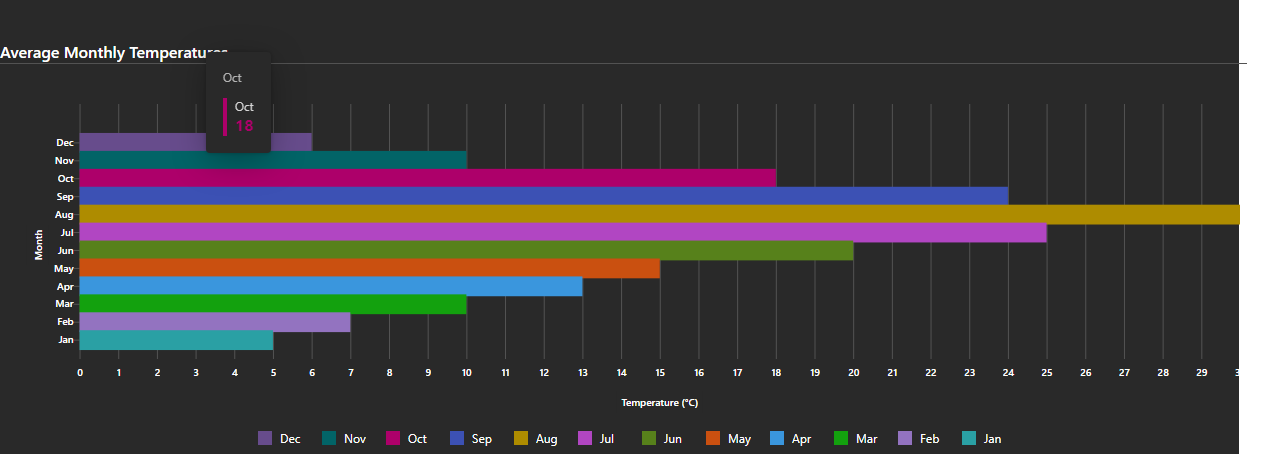 Average Monthly Temperatures
Oct
Oct
18
Dec
Nov
Oct
Sep
Aug
Jul
Jun
May
Apr
Mar
Feb
Jan
Month
0 1 2 3 4 5 6 7 8 9 10 11 12 13 14 15 16 17 18 19 20 21 22 23 24 25 26 27 28 29
Temperature (°C)
Dec Nov Oct Sep Aug Jul Jun May Apr Mar Feb Jan